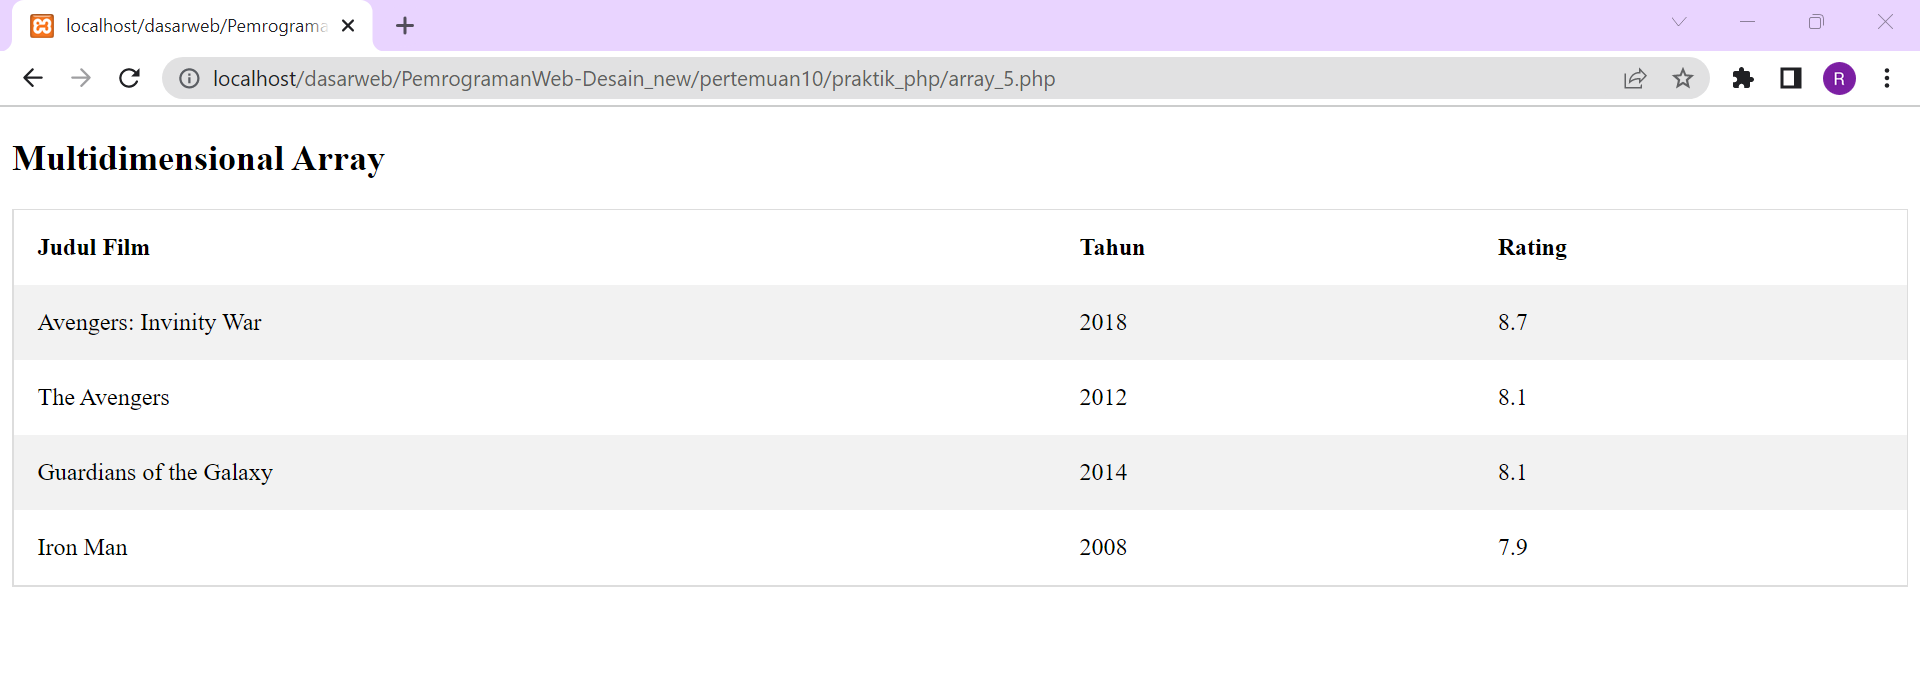 localhost/dasarweb/Pemrograma
localhost/dasarweb/PemrogramanWeb-Desain_new/pertemuan10/praktik_php/array_5.php
R
Multidimensional Array
Judul Film Tahun Rating
Avengers: Invinity War 2018 8.7
The Avengers 2012 8.1
Guardians of the Galaxy 2014 8.1
Iron Man 2008 7.9